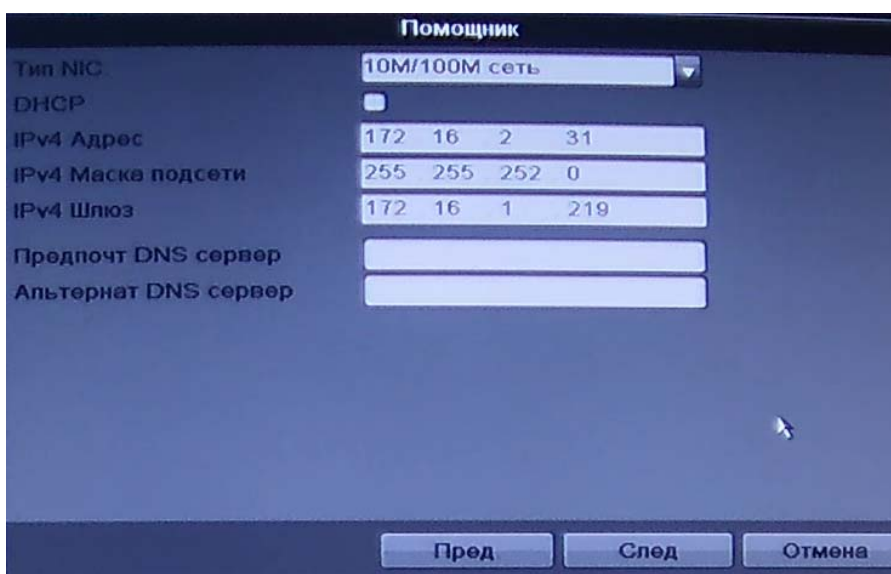 Помощник
Тип NIC 10M/100M сеть
DHCP
IPv4 Адрес 172 16 2 31
IPv4 Маска подсети 255 255 252 0
IPv4 Шлюз 172 16 1 219
Предпочт DNS сервер
Альтернат DNS сервер
Пред След Отмена